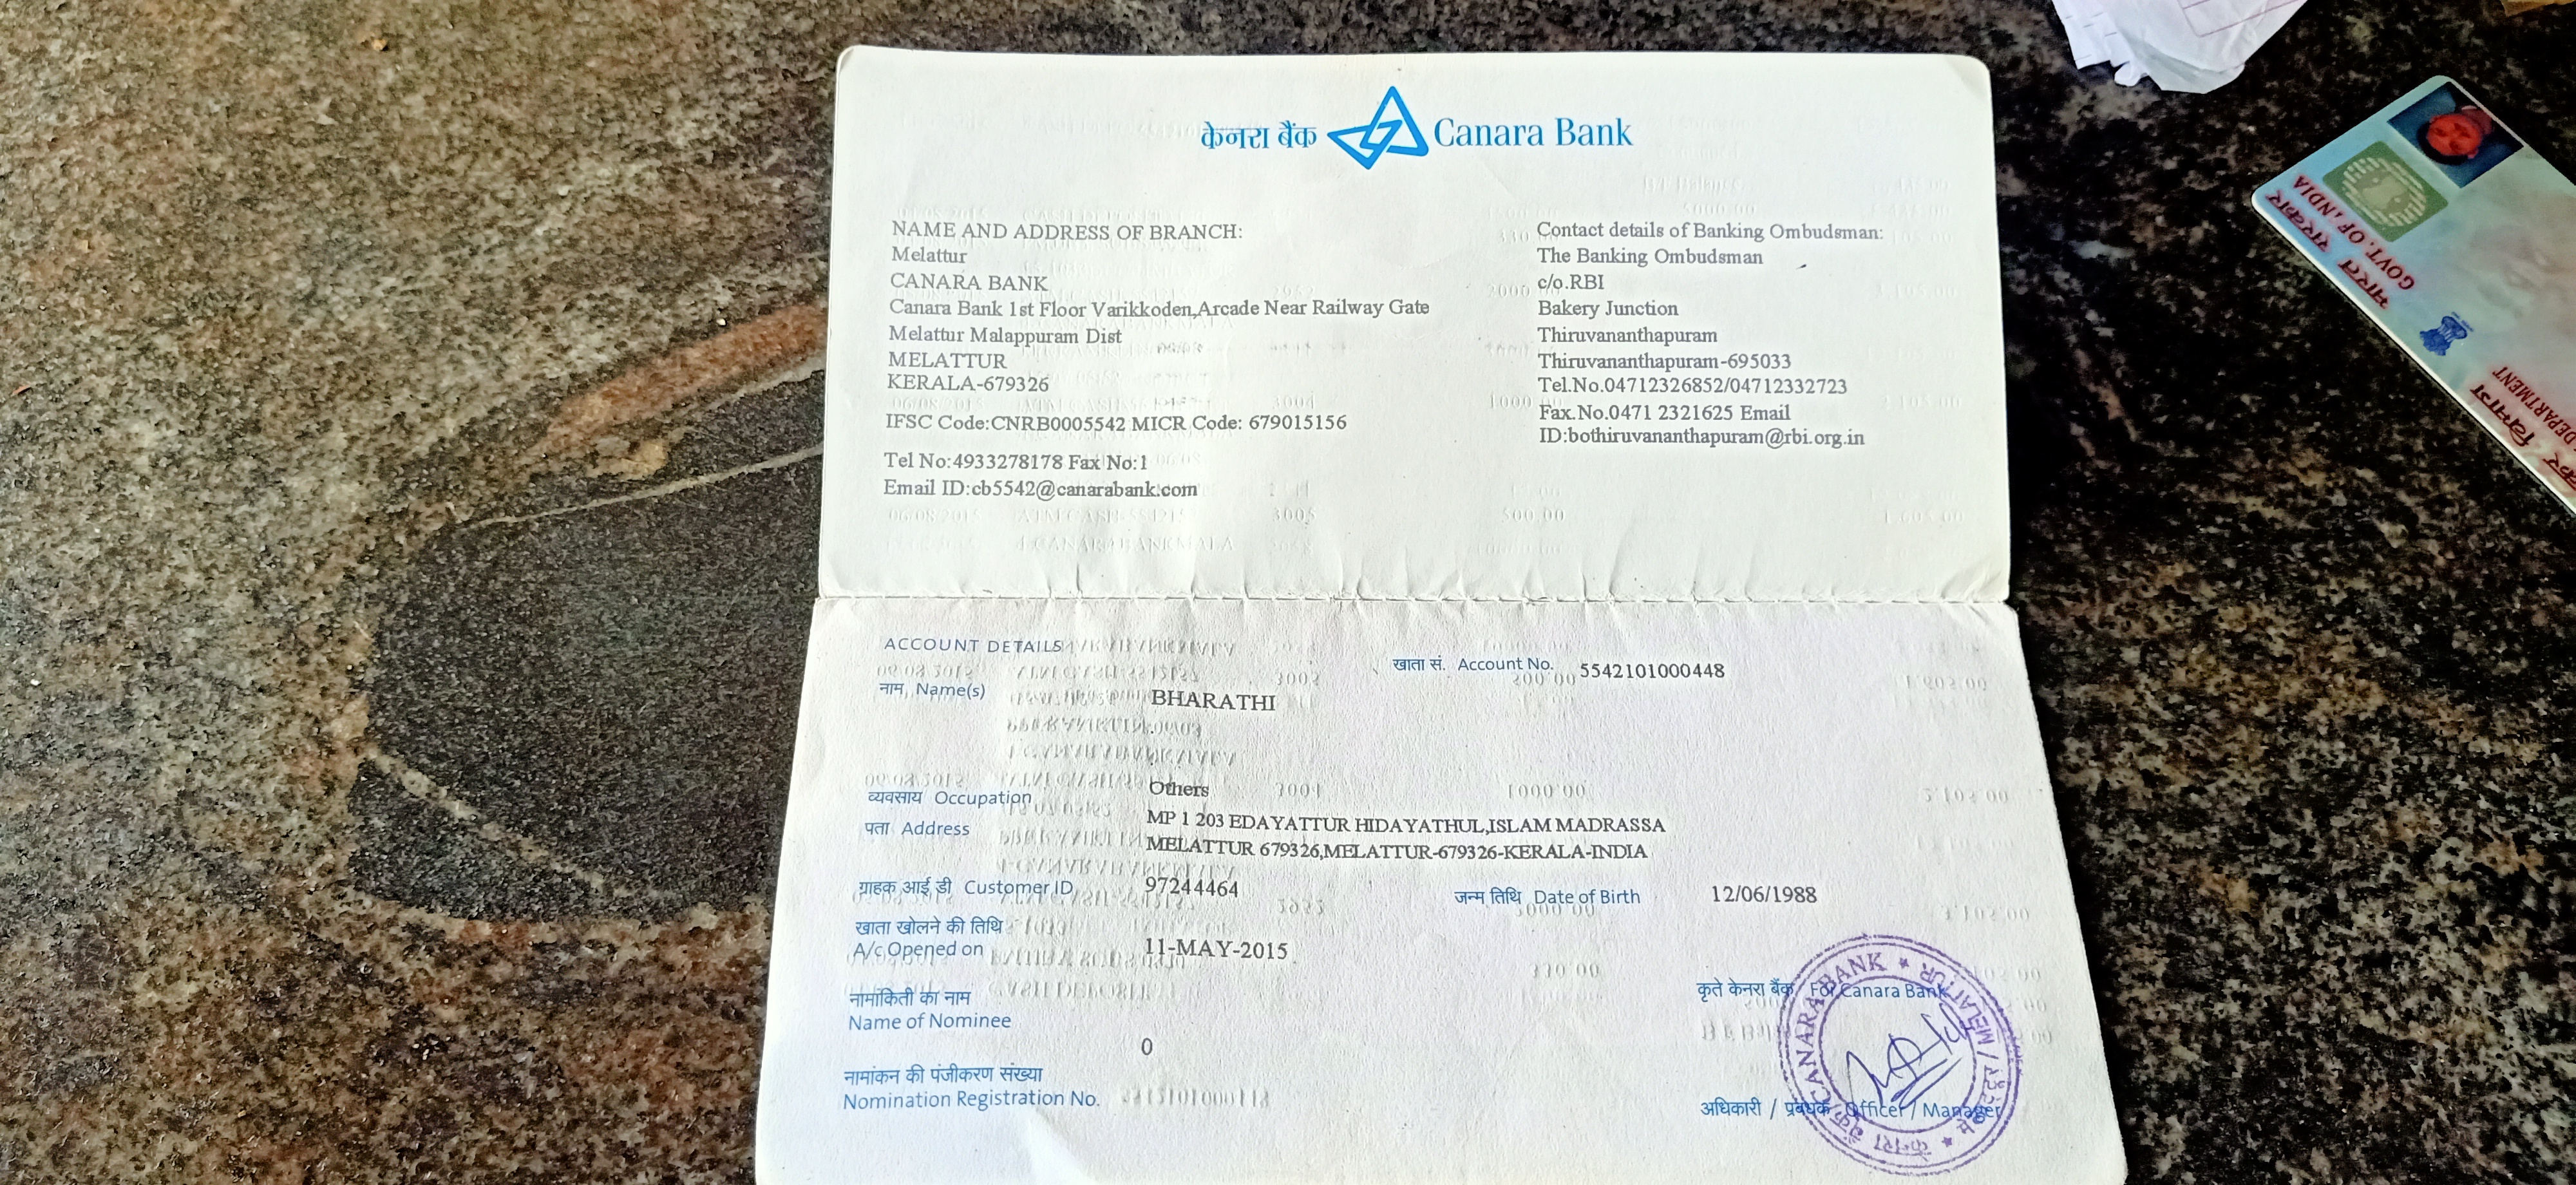 केनरा बैंक Canara Bank
NAME AND ADDRESS OF BRANCH:
Melattur
CANARA BANK
Canara Bank 1st Floor Varikkoden,Arcade Near Railway Gate
Melattur Malappuram Dist
MELATTUR
KERALA-679326
IFSC Code:CNRB0005542 MICR Code: 679015156
Tel No:4933278178 Fax No:1
Email ID:cb5542@canarabank.com
Contact details of Banking Ombudsman:
The Banking Ombudsman
c/o.RBI
Bakery Junction
Thiruvananthapuram
Thiruvananthapuram-695033
Tel.No.04712326852/04712332723
Fax.No.0471 2321625 Email
ID:bothiruvananthapuram@rbi.org.in
ACCOUNT DETAILS
खाता सं. Account No. 5542101000448
नाम Name(s) BHARATHI
व्यवसाय Occupation Others
पता Address MP 1 203 EDAYATTUR HIDAYATHUL,ISLAM MADRASSA
MELATTUR 679326,MELATTUR-679326-KERALA-INDIA
ग्राहक आई डी Customer ID 97244464
जन्म तिथि Date of Birth 12/06/1988
खाता खोलने की तिथि
A/c Opened on 11-MAY-2015
नामांकिती का नाम
Name of Nominee
0
नामांकन की पंजीकरण संख्या
Nomination Registration No.
कृते केनरा बैंक For Canara Bank
अधिकारी / प्रबंधक Officer / Manager
केनरा बैंक CANARA BANK
मेलाट्टूर / MELATTUR
भारत सरकार
GOVT. OF INDIA
विभाग
DEPARTMENT